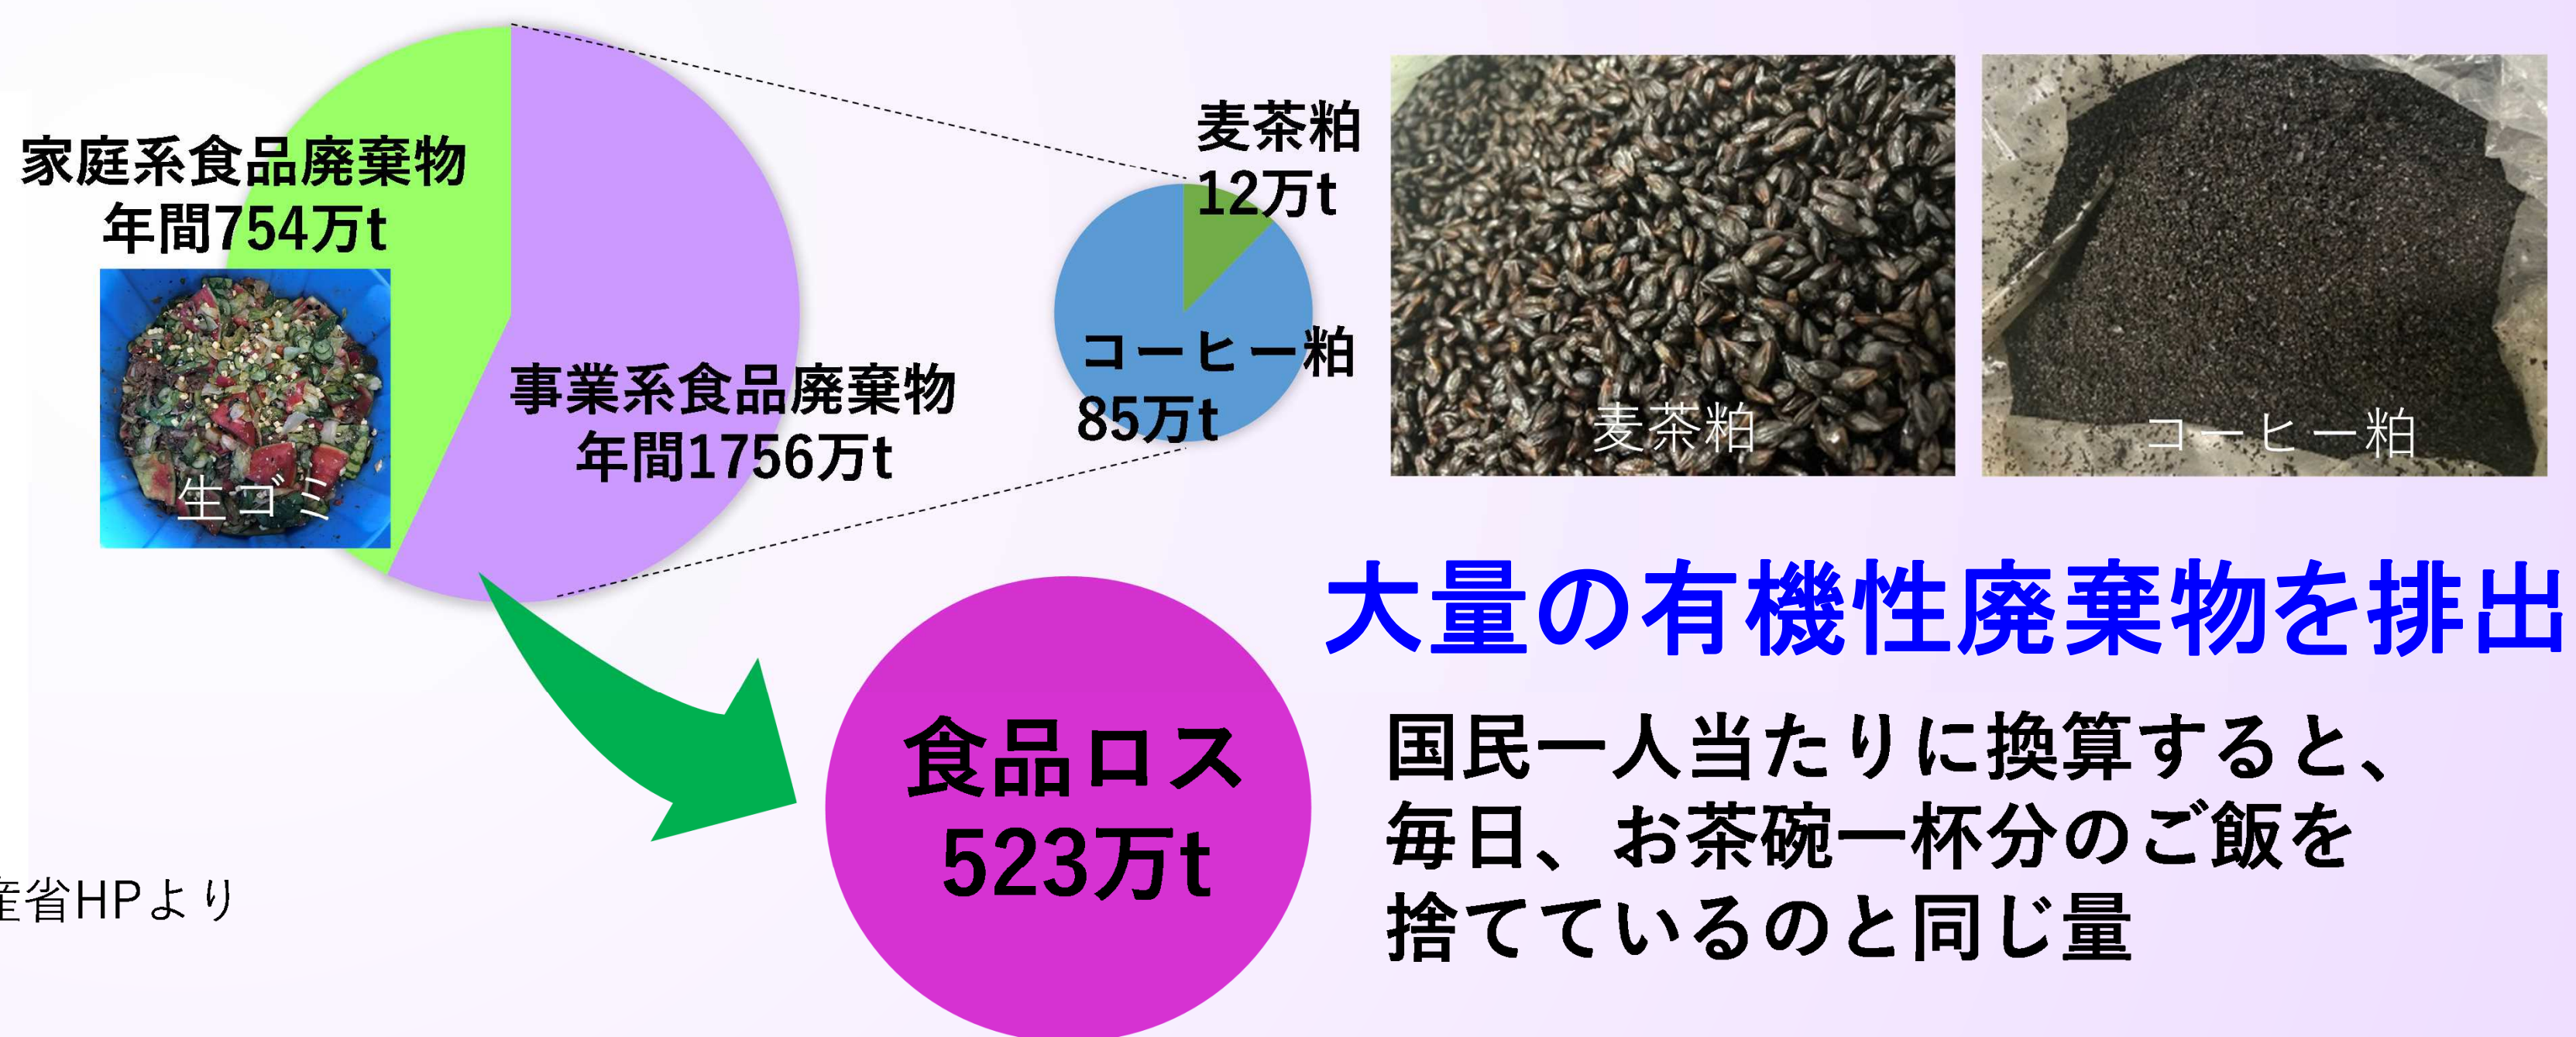 家庭系食品廃棄物
年間754万t
生ゴミ
事業系食品廃棄物
年間1756万t
麦茶粕
12万t
コーヒー粕
85万t
麦茶粕
コーヒー粕
大量の有機性廃棄物を排出
食品ロス
523万t
国民一人当たりに換算すると、
毎日、お茶碗一杯分のご飯を
捨てているのと同じ量
産省HPより